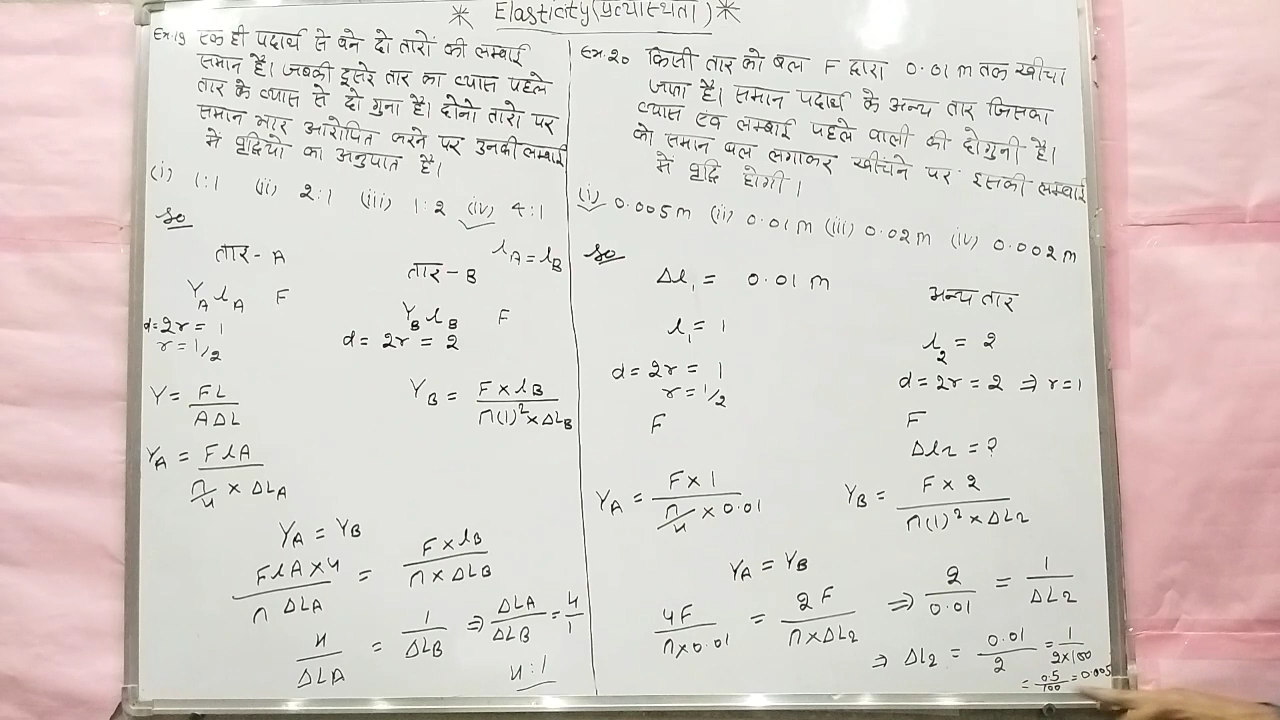 * Elasticity(प्रत्यास्थता) *
Ex.19 एक ही पदार्थ से बने दो तारों की लम्बाई
समान है। जबकी दूसरे तार का व्यास पहले
तार के व्यास से दो गुना है। दोनो तारो पर
समान भार आरोपित करने पर उनकी लम्बाई
में वृद्धियो का अनुपात है।
(i) 1:1 (ii) 2:1 (iii) 1:2 (iv) 4:1
So
lA = lB
तार-A
तार-B
YA lA F
YB lB F
d=2r = 1
r = 1/2
d = 2r = 2
Y = FL / AΔL
YB = F×lB / π(1)²×ΔLB
YA = FlA / π/4 × ΔLA
YA = YB
FlA×4 / π ΔLA = F×lB / π×ΔLB
4 / ΔLA = 1 / ΔLB ⇒ ΔLA / ΔLB = 4 / 1
4:1
Ex.20 किसी तार को बल F द्वारा 0.01 m तक खींचा
जाता है। समान पदार्थ के अन्य तार जिसका
व्यास एव लम्बाई पहले वाली की दोगुनी है।
को समान बल लगाकर खींचने पर इसकी लम्बाई
में वृद्धि होगी।
(i) 0.005m (ii) 0.01m (iii) 0.02m (iv) 0.002m
So
Δl1 = 0.01 m
अन्य तार
l1 = 1
l2 = 2
d = 2r = 1
r = 1/2
d = 2r = 2 ⇒ r=1
F
F
Δl2 = ?
YA = F×1 / π/4 × 0.01
YB = F×2 / π(1)²×ΔL2
YA = YB
4F / π×0.01 = 2F / π×ΔL2 ⇒ 2 / 0.01 = 1 / ΔL2
⇒ ΔL2 = 0.01 / 2 = 1 / 2×100
= 0.5 / 100 = 0.005